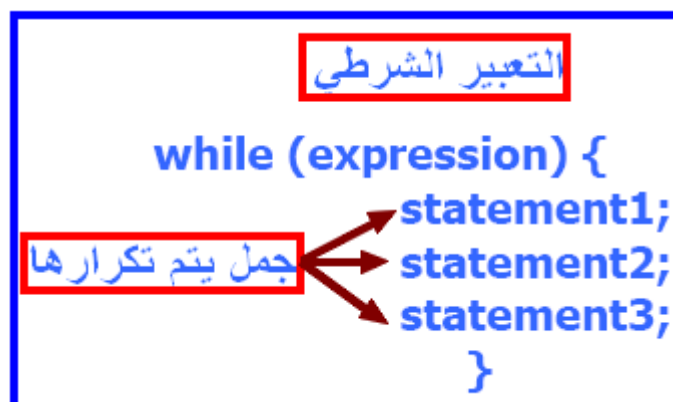 التعبير الشرطي
while (expression) {
statement1;
جمل يتم تكرارها
statement2;
statement3;
}